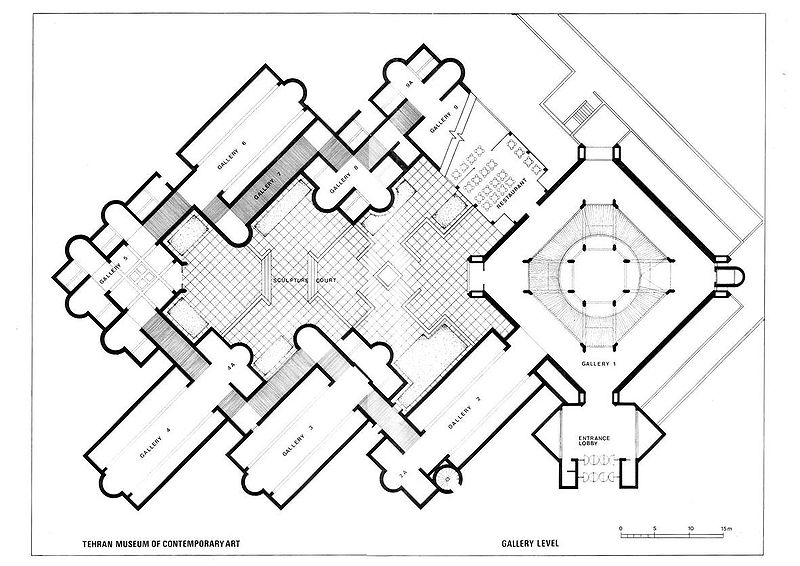 9A
GALLERY 9
GALLERY 6
GALLERY 7
GALLERY 8
RESTAURANT
GALLERY 5
SCULPTURE COURT
GALLERY 1
4A
GALLERY 4
GALLERY 3
GALLERY 2
2A
ENTRANCE
LOBBY
0 5 10 15m
TEHRAN MUSEUM OF CONTEMPORARY ART
GALLERY LEVEL